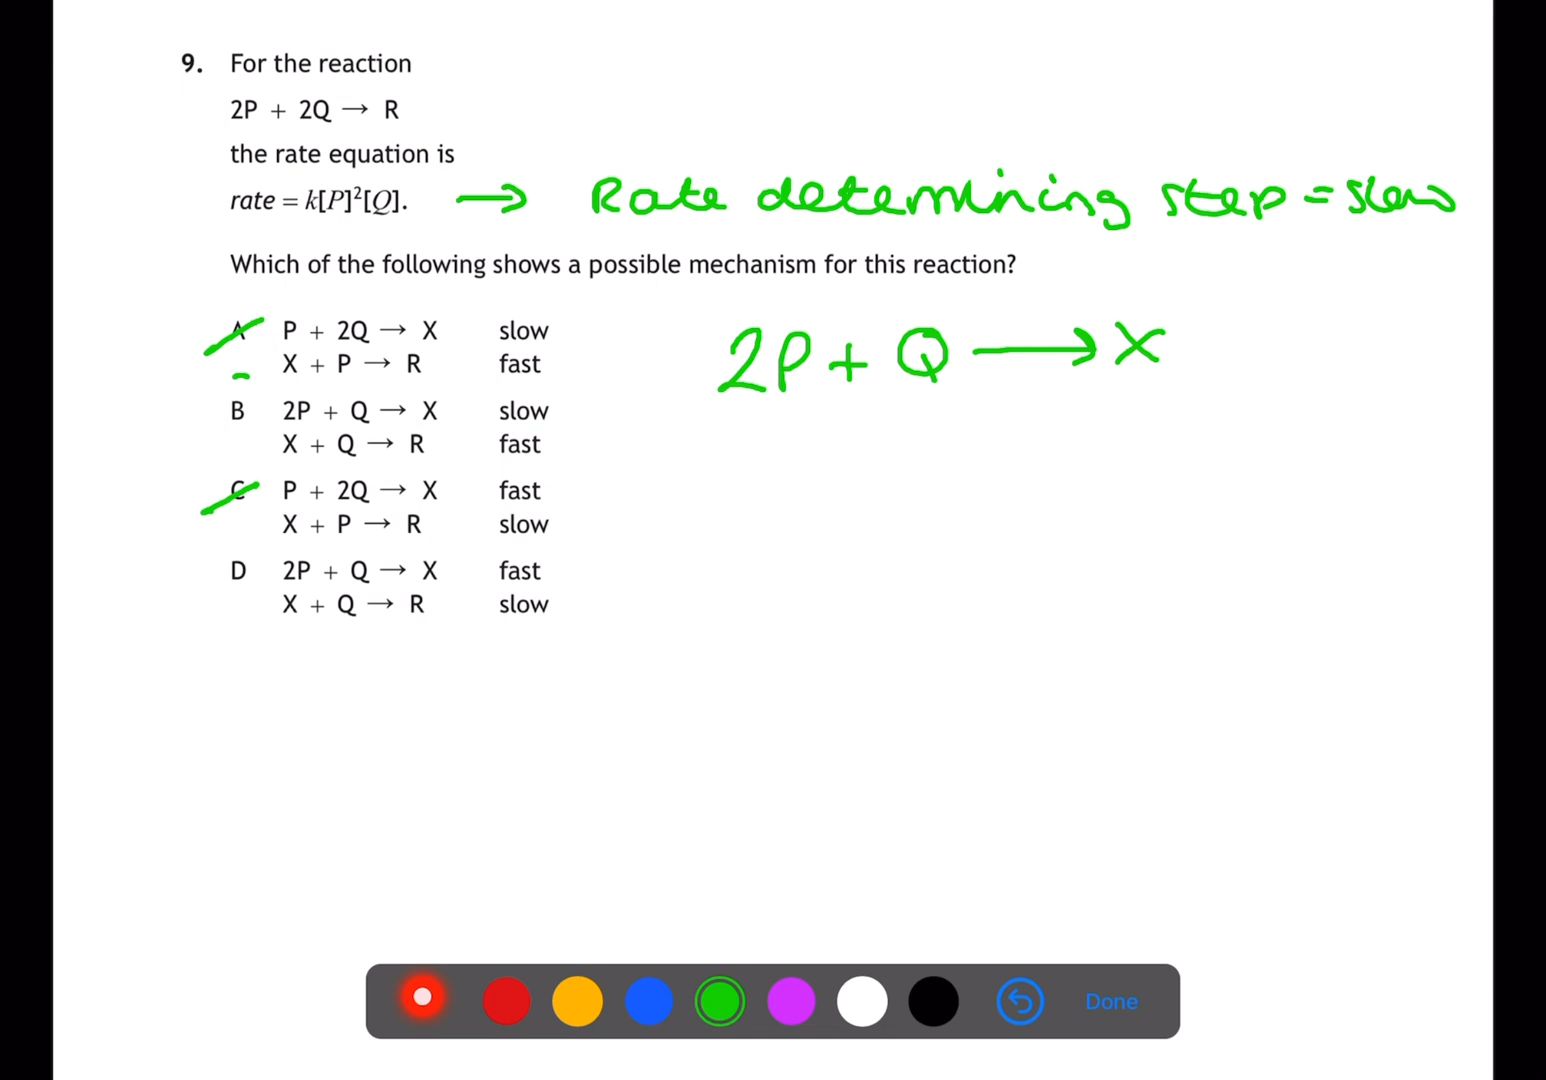 9. For the reaction
2P + 2Q → R
the rate equation is
rate = k[P]²[Q]. → Rate determining step = slow
Which of the following shows a possible mechanism for this reaction?
A P + 2Q → X slow
X + P → R fast
2P + Q → X
B 2P + Q → X slow
X + Q → R fast
C P + 2Q → X fast
X + P → R slow
D 2P + Q → X fast
X + Q → R slow
Done